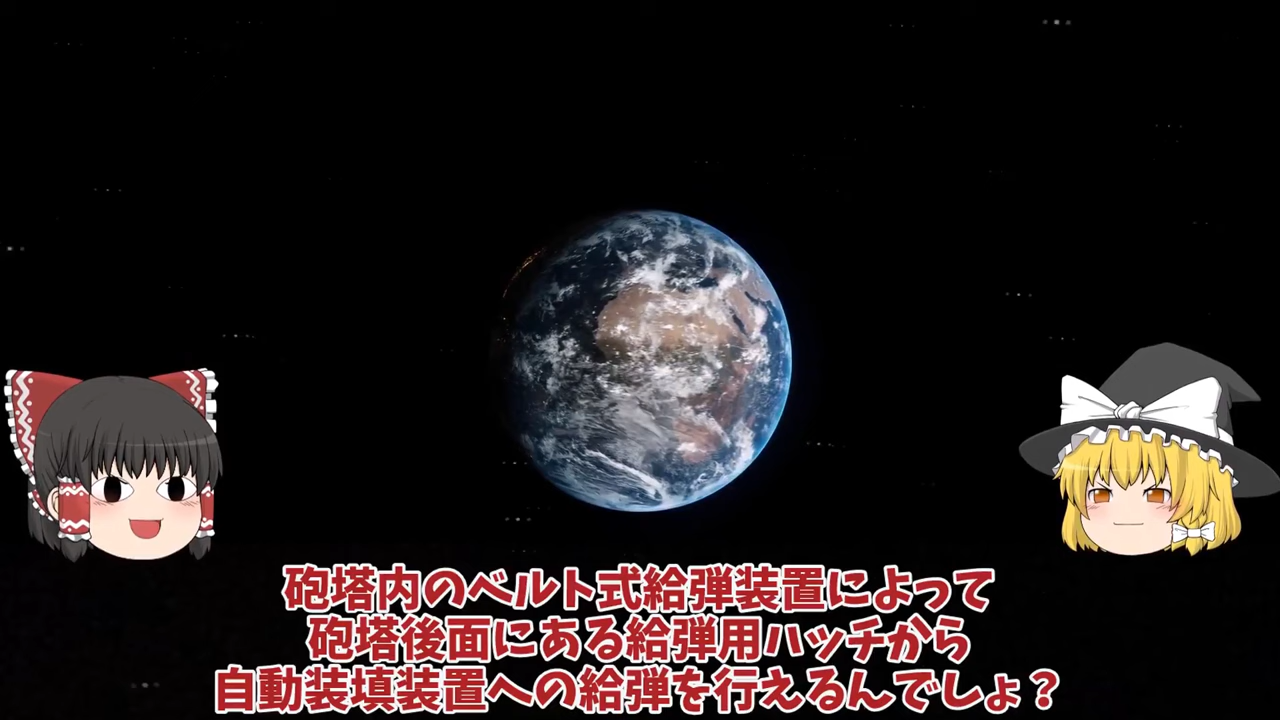 砲塔内のベルト式給弾装置によって
砲塔後面にある給弾用ハッチから
自動装填装置への給弾を行えるんでしょ？